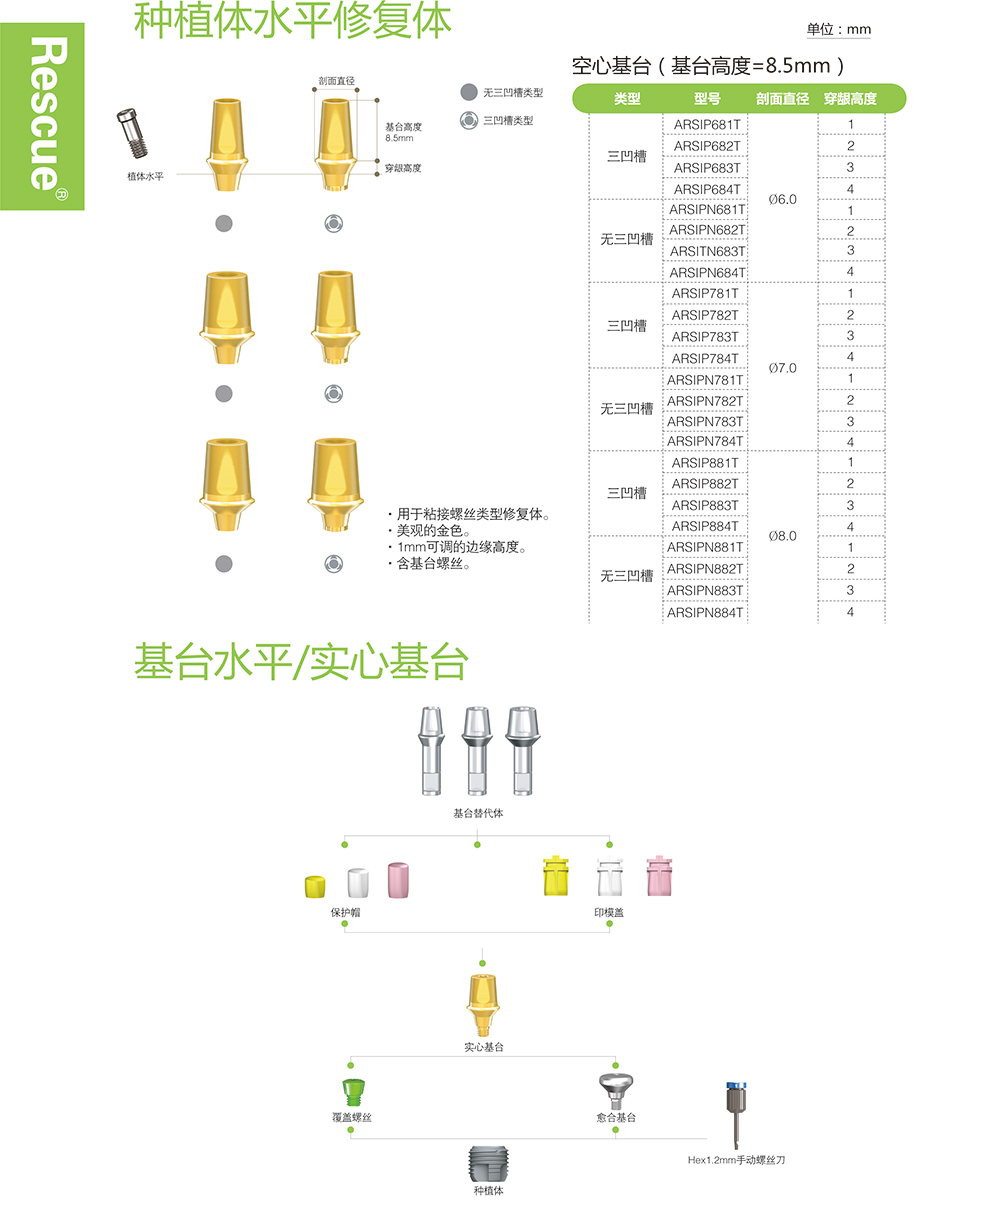 种植体水平修复体
单位：mm
Rescue®
空心基台（基台高度=8.5mm）
剖面直径
无三凹槽类型
三凹槽类型
基台高度
8.5mm
穿龈高度
植体水平
类型 型号 剖面直径 穿龈高度
三凹槽
ARSIP681T 1
ARSIP682T 2
ARSIP683T 3
ARSIP684T 4
Ø6.0
无三凹槽
ARSIPN681T 1
ARSIPN682T 2
ARSITN683T 3
ARSIPN684T 4
三凹槽
ARSIP781T 1
ARSIP782T 2
ARSIP783T 3
ARSIP784T 4
Ø7.0
无三凹槽
ARSIPN781T 1
ARSIPN782T 2
ARSIPN783T 3
ARSIPN784T 4
三凹槽
ARSIP881T 1
ARSIP882T 2
ARSIP883T 3
ARSIP884T 4
Ø8.0
无三凹槽
ARSIPN881T 1
ARSIPN882T 2
ARSIPN883T 3
ARSIPN884T 4
· 用于粘接螺丝类型修复体。
· 美观的金色。
· 1mm可调的边缘高度。
· 含基台螺丝。
基台水平/实心基台
基台替代体
保护帽
印模盖
实心基台
覆盖螺丝
愈合基台
Hex1.2mm手动螺丝刀
种植体